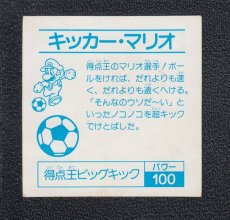 キッカー・マリオ
得点王のマリオ選手！ボー
ルをければ、だれよりも速
く、だれよりも遠くへける。
「そんなのウソだ〜い」と
いったノコノコを超キック
でけとばした。
得点王ビッグキック
パワー
100